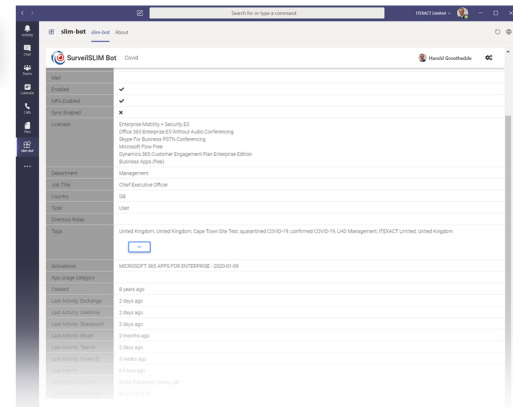 Search for or type a command
ITEXACT Limited
Activity
Chat
Teams
Calendar
Calls
Files
slim-bot
slim-bot slim-bot About
SurveilSLIM Bot Covid Harold Groothedde
Mail
Enabled
MFA Enabled
Sync Enabled
Licenses Enterprise Mobility + Security E3
Office 365 Enterprise E5 Without Audio Conferencing
Skype For Business PSTN Conferencing
Microsoft Flow Free
Dynamics 365 Customer Engagement Plan Enterprise Edition
Business Apps (free)
Department Management
Job Title Chief Executive Officer
Country GB
Type User
Directory Roles
Tags United Kingdom, United Kingdom, Cape Town Site Test, quarantined COVID-19, confirmed COVID-19, LHD Management, ITEXACT Limited, United Kingdom
Activations MICROSOFT 365 APPS FOR ENTERPRISE - 2020-01-09
App usage category
Created 8 years ago
Last Activity Exchange 2 days ago
Last Activity OneDrive 2 days ago
Last Activity Sharepoint 2 days ago
Last Activity Skype 2 months ago
Last Activity Teams 2 days ago
Last Activity Power BI 3 weeks ago
Last Signin 6 hours ago